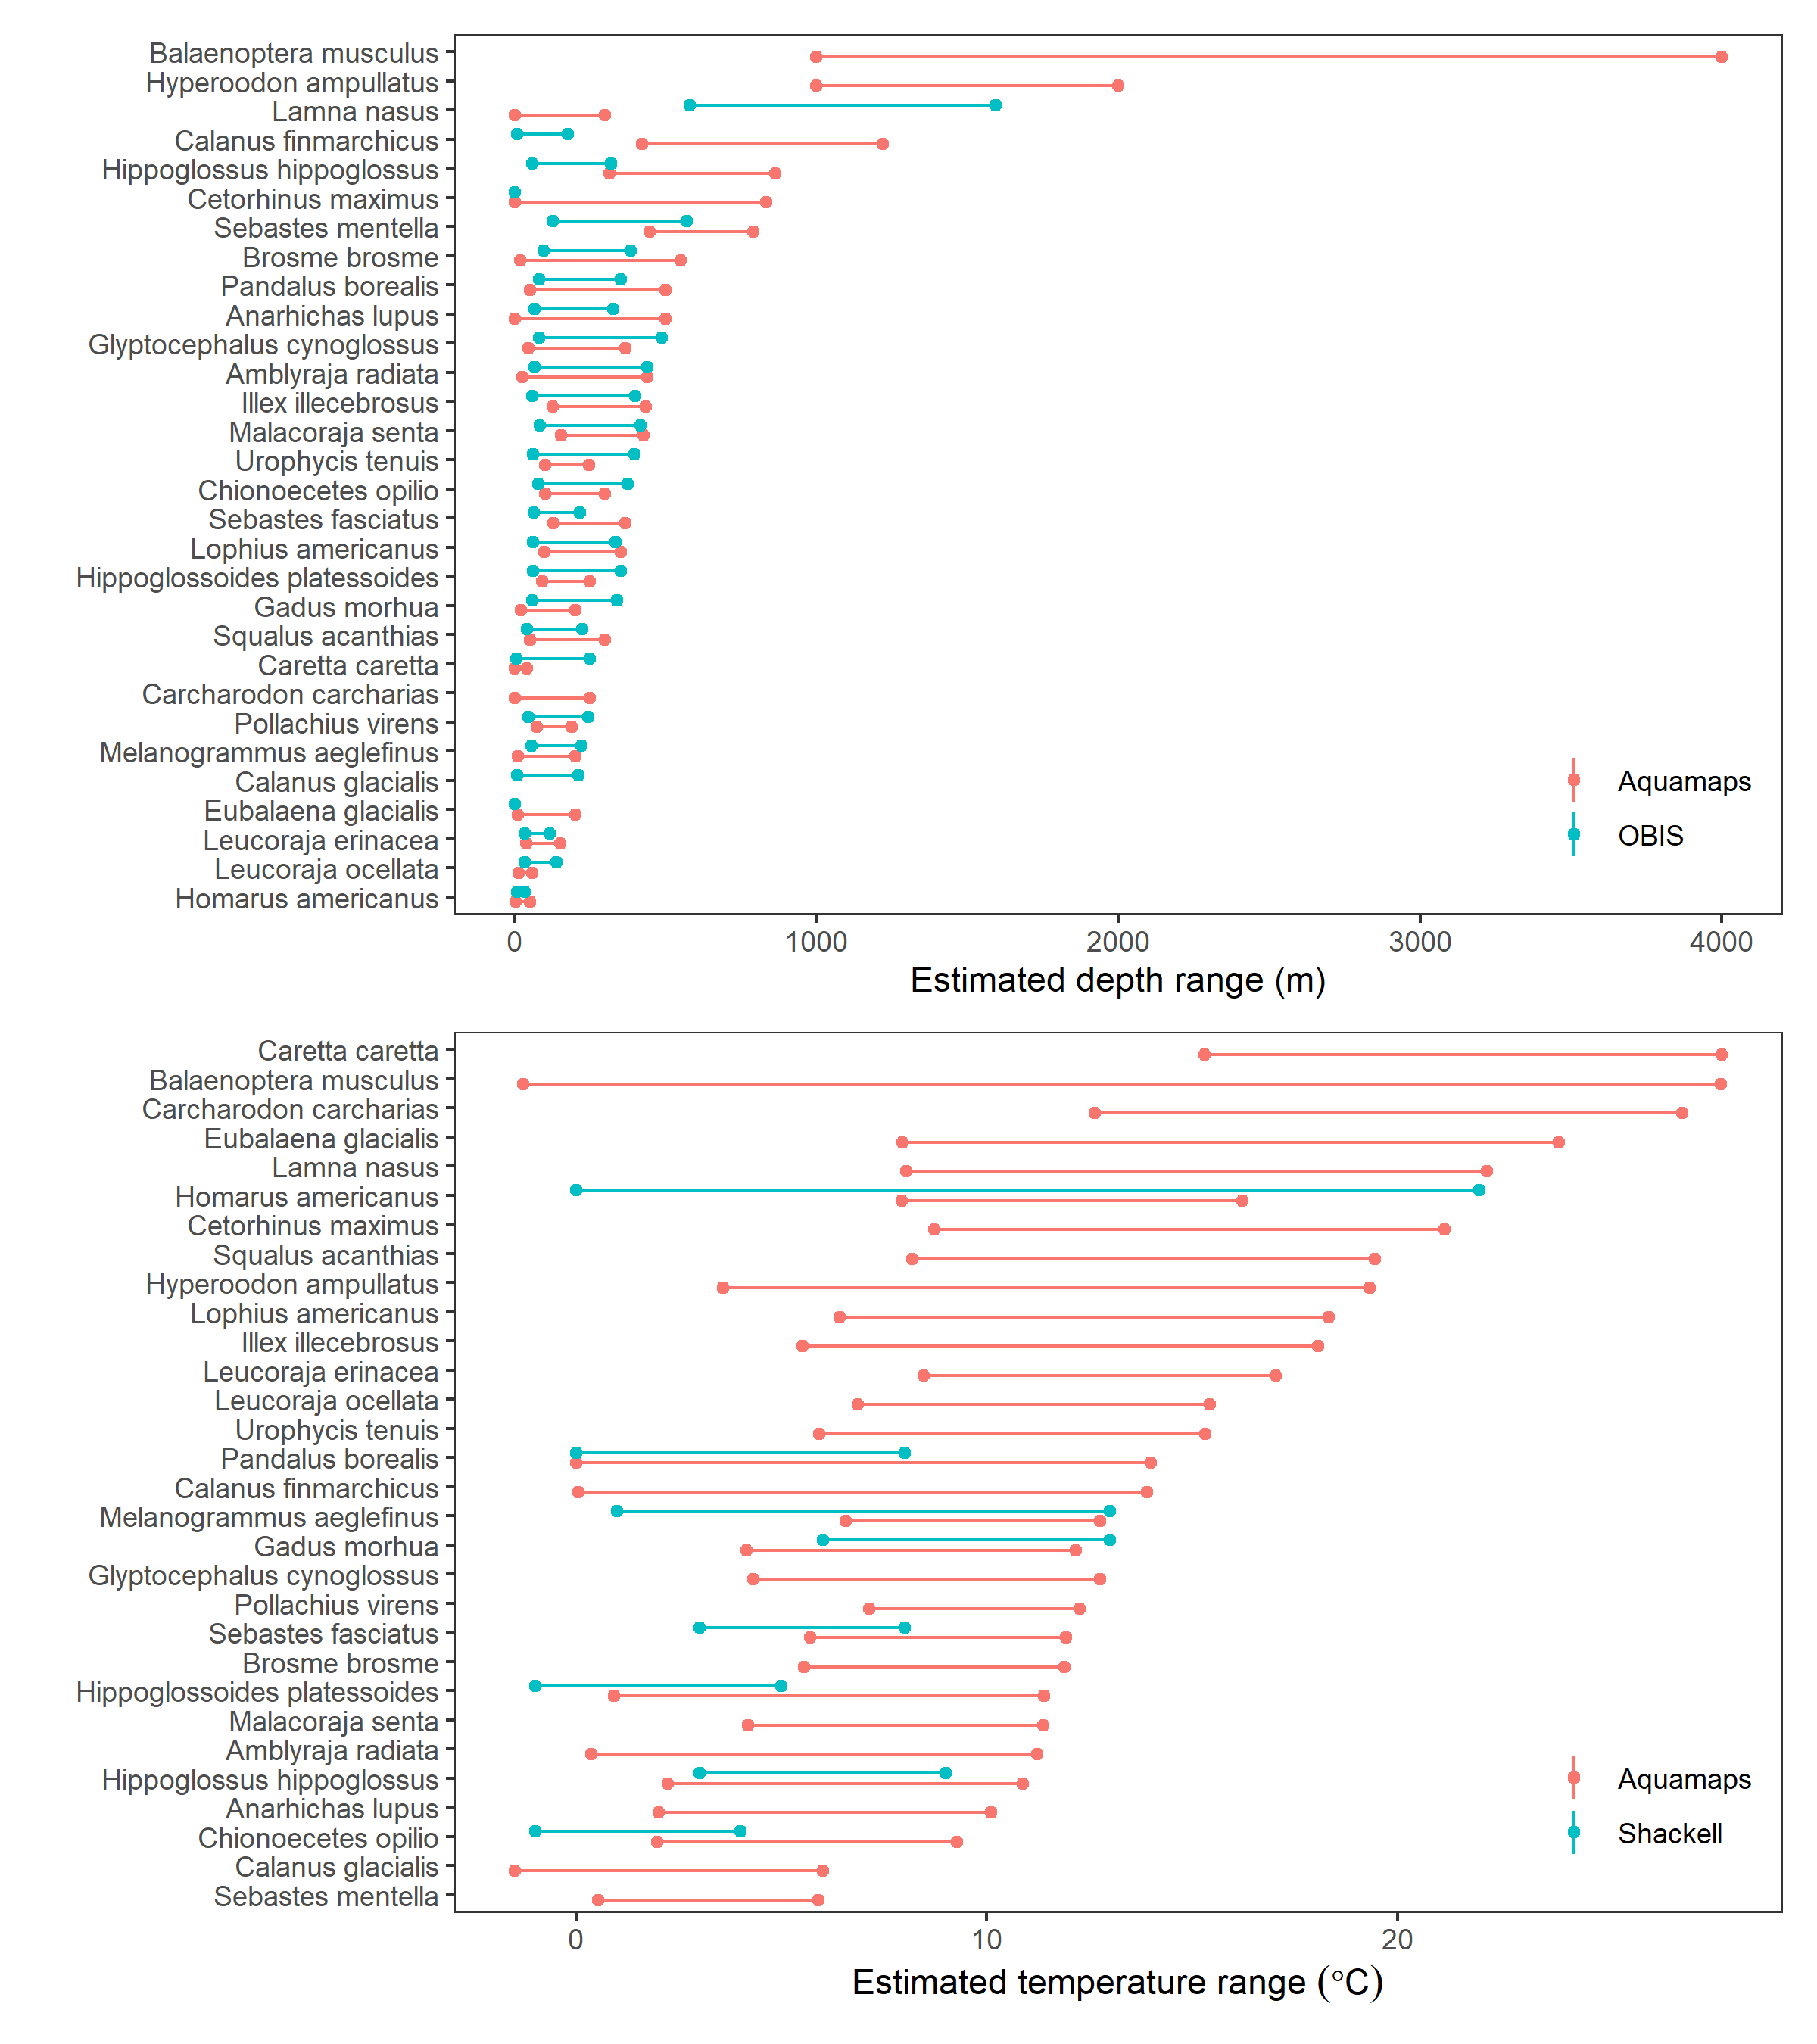 Balaenoptera musculus
Hyperoodon ampullatus
Lamna nasus
Calanus finmarchicus
Hippoglossus hippoglossus
Cetorhinus maximus
Sebastes mentella
Brosme brosme
Pandalus borealis
Anarhichas lupus
Glyptocephalus cynoglossus
Amblyraja radiata
Illex illecebrosus
Malacoraja senta
Urophycis tenuis
Chionoecetes opilio
Sebastes fasciatus
Lophius americanus
Hippoglossoides platessoides
Gadus morhua
Squalus acanthias
Caretta caretta
Carcharodon carcharias
Pollachius virens
Melanogrammus aeglefinus
Calanus glacialis
Eubalaena glacialis
Leucoraja erinacea
Leucoraja ocellata
Homarus americanus
Aquamaps
OBIS
0 1000 2000 3000 4000
Estimated depth range (m)
Caretta caretta
Balaenoptera musculus
Carcharodon carcharias
Eubalaena glacialis
Lamna nasus
Homarus americanus
Cetorhinus maximus
Squalus acanthias
Hyperoodon ampullatus
Lophius americanus
Illex illecebrosus
Leucoraja erinacea
Leucoraja ocellata
Urophycis tenuis
Pandalus borealis
Calanus finmarchicus
Melanogrammus aeglefinus
Gadus morhua
Glyptocephalus cynoglossus
Pollachius virens
Sebastes fasciatus
Brosme brosme
Hippoglossoides platessoides
Malacoraja senta
Amblyraja radiata
Hippoglossus hippoglossus
Anarhichas lupus
Chionoecetes opilio
Calanus glacialis
Sebastes mentella
Aquamaps
Shackell
0 10 20
Estimated temperature range (°C)